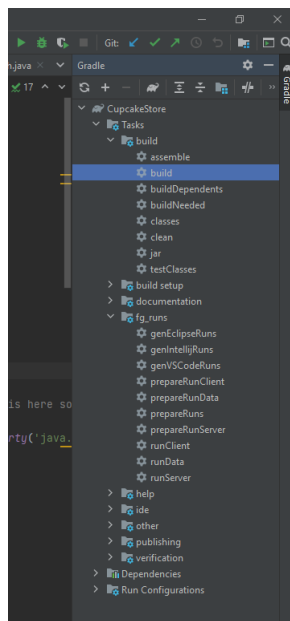 Git:
n.java
Gradle
17
CupcakeStore
Tasks
build
assemble
build
buildDependents
buildNeeded
classes
clean
jar
testClasses
build setup
documentation
fg_runs
genEclipseRuns
genIntellijRuns
genVSCodeRuns
prepareRunClient
prepareRunData
prepareRuns
prepareRunServer
runClient
is here so
runData
runServer
rty('java.
help
ide
other
publishing
verification
Dependencies
Run Configurations
Gradle